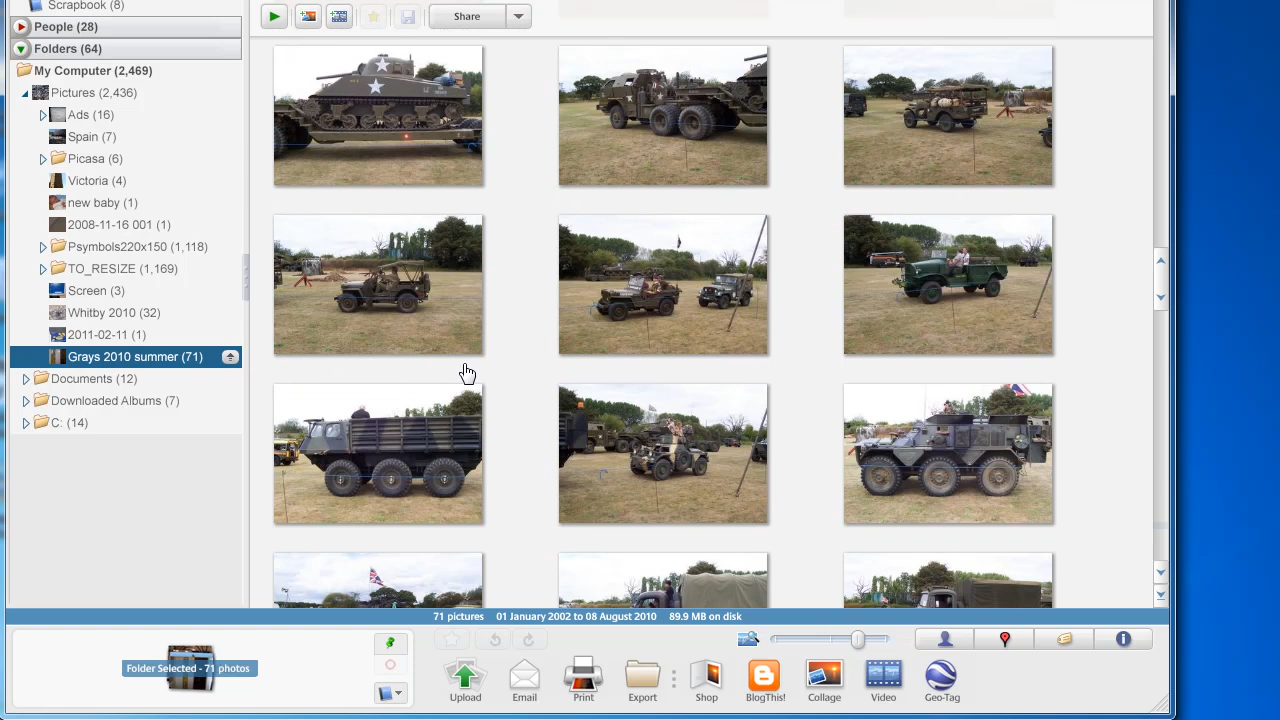 Scrapbook (8)
People (28)
Folders (64)
My Computer (2,469)
Pictures (2,436)
Ads (16)
Spain (7)
Picasa (6)
Victoria (4)
new baby (1)
2008-11-16 001 (1)
Psymbols220x150 (1,118)
TO_RESIZE (1,169)
Screen (3)
Whitby 2010 (32)
2011-02-11 (1)
Grays 2010 summer (71)
Documents (12)
Downloaded Albums (7)
C: (14)
Share
71 pictures 01 January 2002 to 08 August 2010 89.9 MB on disk
Folder Selected - 71 photos
Upload
Email
Print
Export
Shop
BlogThis!
Collage
Video
Geo-Tag